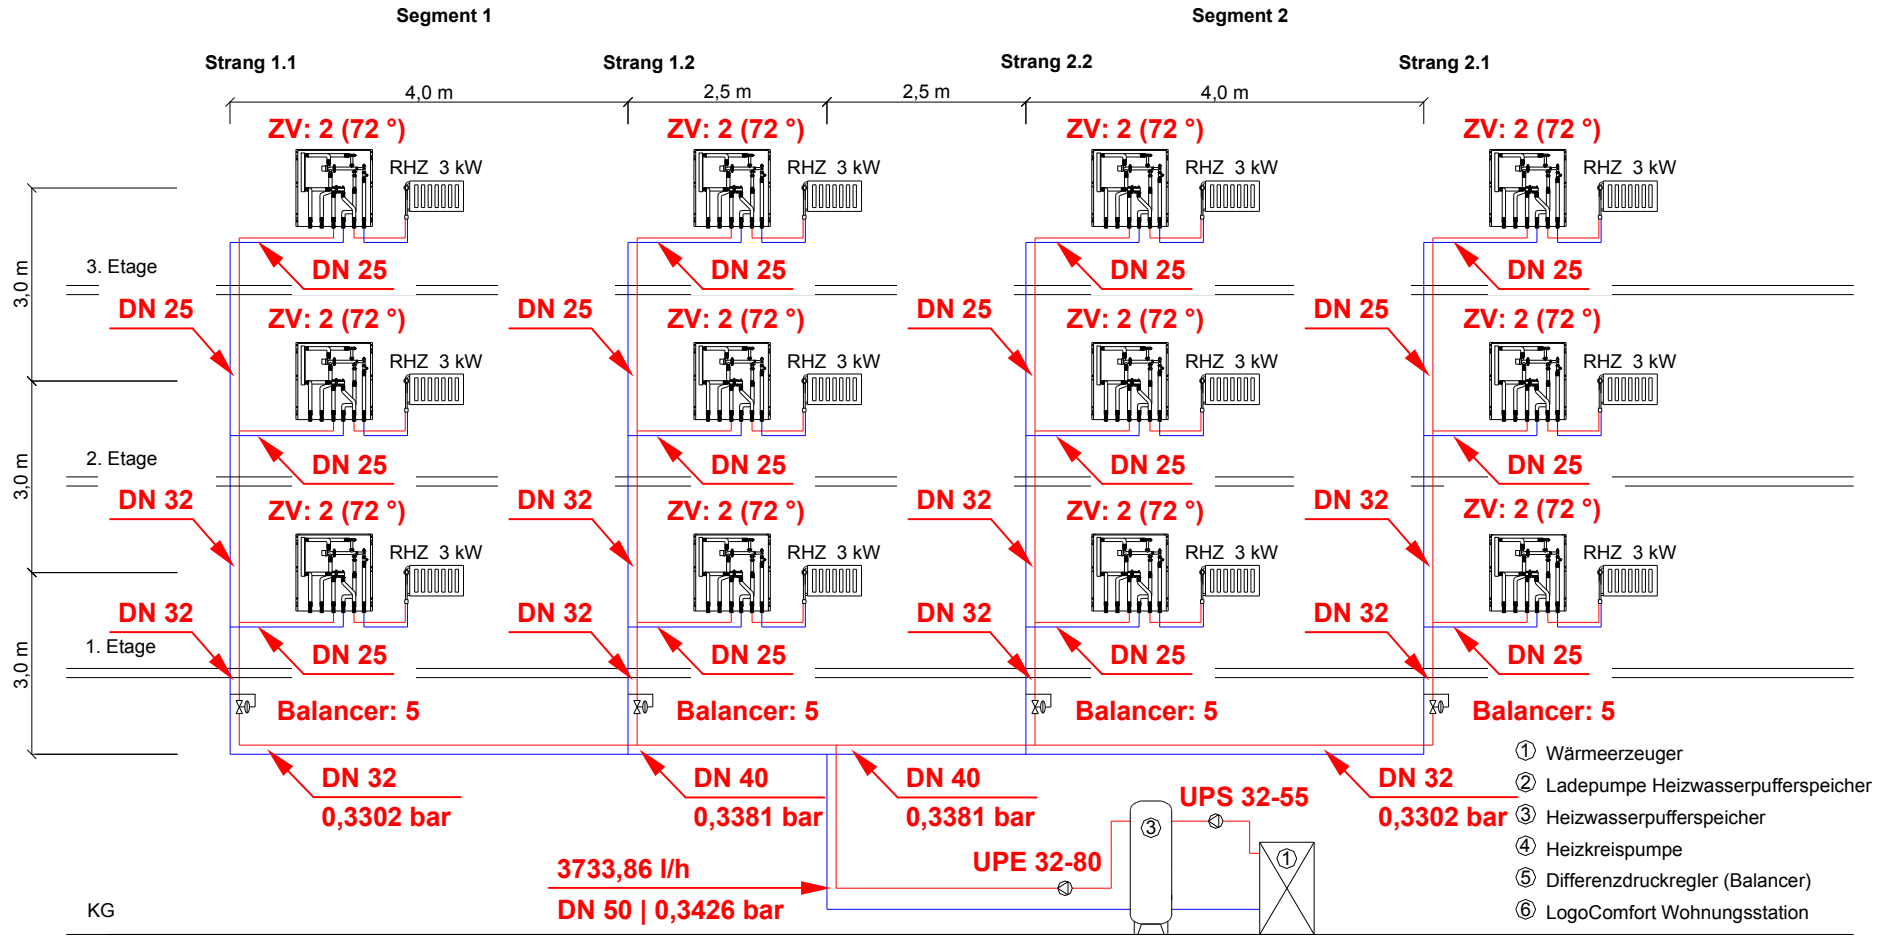 Segment 1
Segment 2
Strang 1.1
Strang 1.2
Strang 2.2
Strang 2.1
4,0 m
2,5 m
2,5 m
4,0 m
ZV: 2 (72 °)
ZV: 2 (72 °)
ZV: 2 (72 °)
ZV: 2 (72 °)
RHZ 3 kW
RHZ 3 kW
RHZ 3 kW
RHZ 3 kW
3,0 m
3. Etage
DN 25
DN 25
DN 25
DN 25
DN 25
DN 25
DN 25
DN 25
ZV: 2 (72 °)
ZV: 2 (72 °)
ZV: 2 (72 °)
ZV: 2 (72 °)
RHZ 3 kW
RHZ 3 kW
RHZ 3 kW
RHZ 3 kW
3,0 m
2. Etage
DN 25
DN 25
DN 25
DN 25
DN 32
DN 32
DN 32
DN 32
ZV: 2 (72 °)
ZV: 2 (72 °)
ZV: 2 (72 °)
ZV: 2 (72 °)
RHZ 3 kW
RHZ 3 kW
RHZ 3 kW
RHZ 3 kW
DN 32
DN 32
DN 32
DN 32
3,0 m
1. Etage
DN 25
DN 25
DN 25
DN 25
Balancer: 5
Balancer: 5
Balancer: 5
Balancer: 5
DN 32
0,3302 bar
DN 40
0,3381 bar
DN 40
0,3381 bar
DN 32
0,3302 bar
UPS 32-55
UPE 32-80
3
1
3733,86 l/h
DN 50 | 0,3426 bar
KG
1 Wärmeerzeuger
2 Ladepumpe Heizwasserpufferspeicher
3 Heizwasserpufferspeicher
4 Heizkreispumpe
5 Differenzdruckregler (Balancer)
6 LogoComfort Wohnungsstation